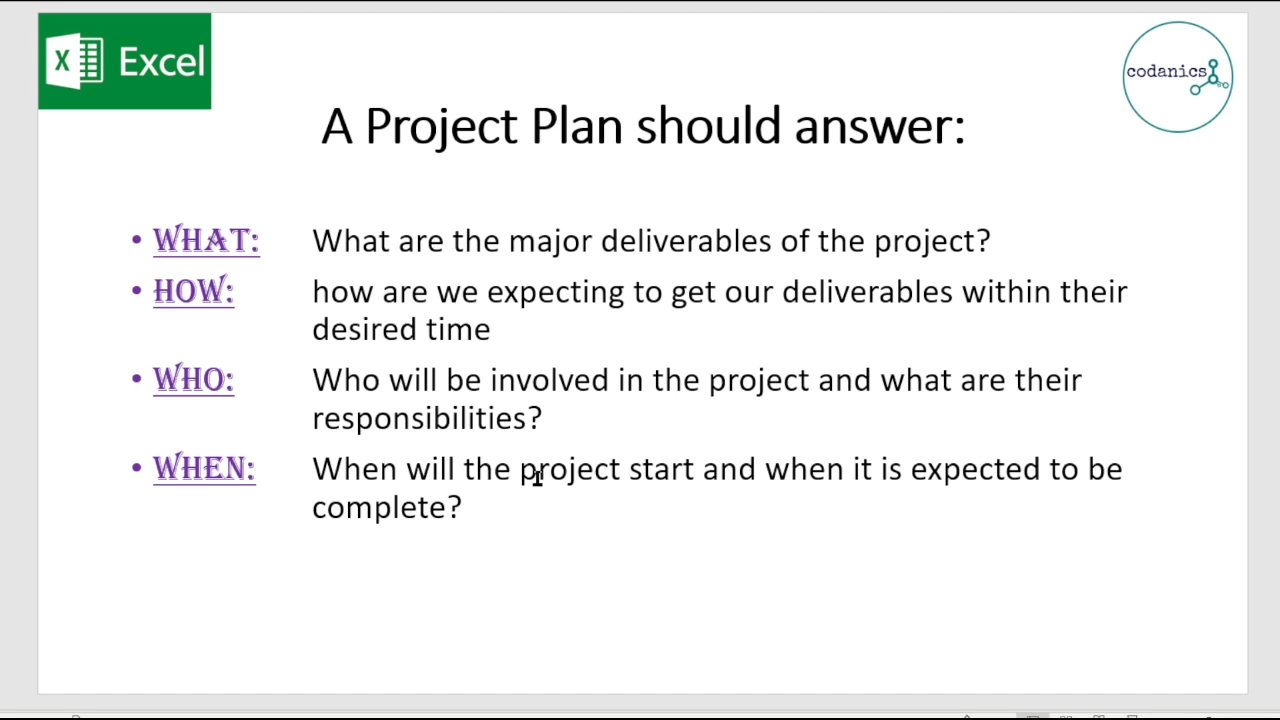 X Excel
codanics
A Project Plan should answer:
• WHAT: What are the major deliverables of the project?
• HOW: how are we expecting to get our deliverables within their
desired time
• WHO: Who will be involved in the project and what are their
responsibilities?
• WHEN: When will the project start and when it is expected to be
complete?